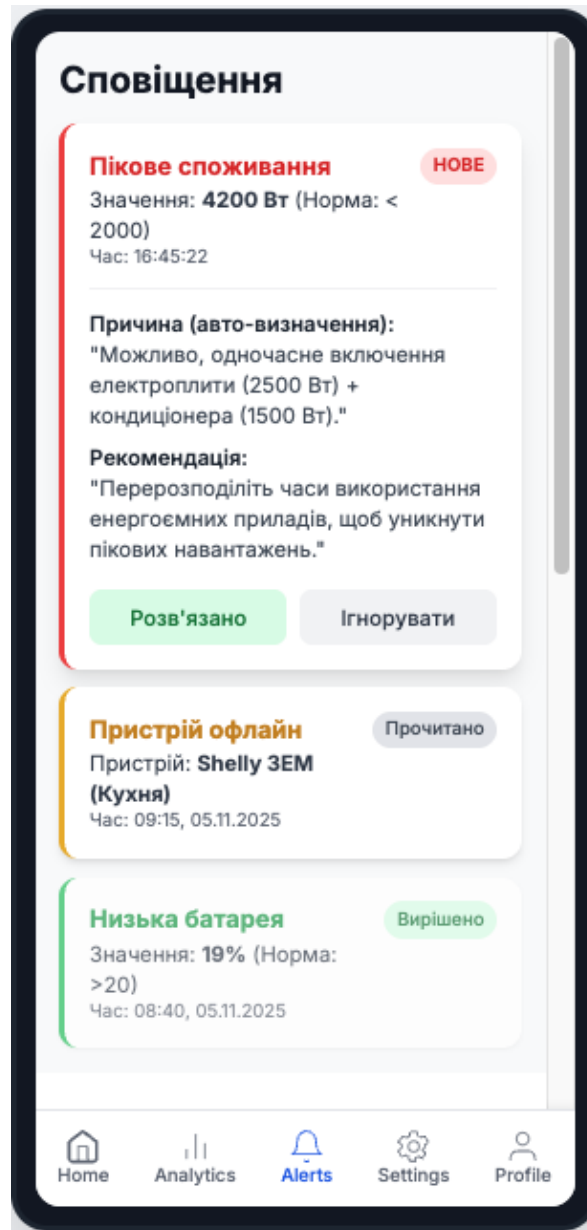 Сповіщення
Пікове споживання
НОВЕ
Значення: 4200 Вт (Норма: <
2000)
Час: 16:45:22
Причина (авто-визначення):
"Можливо, одночасне включення
електроплити (2500 Вт) +
кондиціонера (1500 Вт)."
Рекомендація:
"Перерозподіліть часи використання
енергоємних приладів, щоб уникнути
пікових навантажень."
Розв'язано
Ігнорувати
Пристрій офлайн
Прочитано
Пристрій: Shelly 3EM
(Кухня)
Час: 09:15, 05.11.2025
Низька батарея
Вирішено
Значення: 19% (Норма:
>20)
Час: 08:40, 05.11.2025
Home
Analytics
Alerts
Settings
Profile